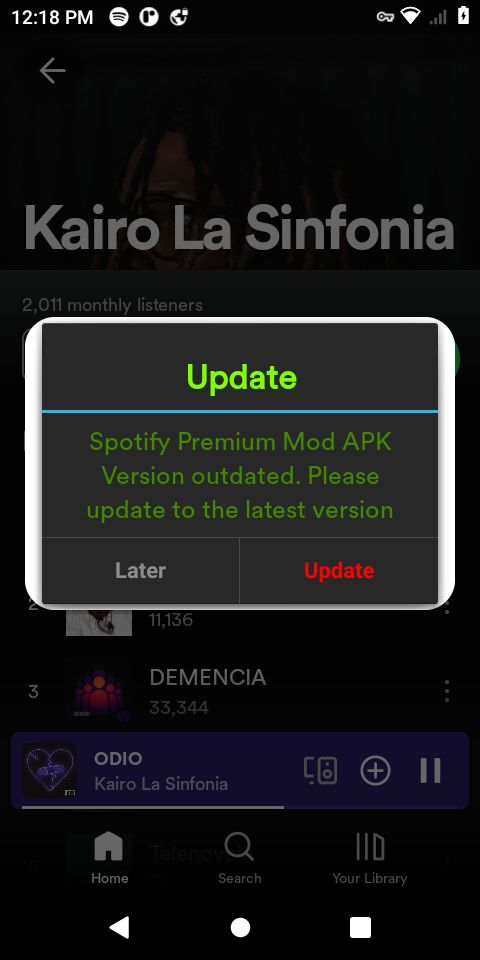 12:18 PM
Kairo La Sinfonia
2,011 monthly listeners
Update
Spotify Premium Mod APK
Version outdated. Please
update to the latest version
Later
Update
2
11,136
3
DEMENCIA
33,344
ODIO
Kairo La Sinfonia
5
Home
Search
Your Library